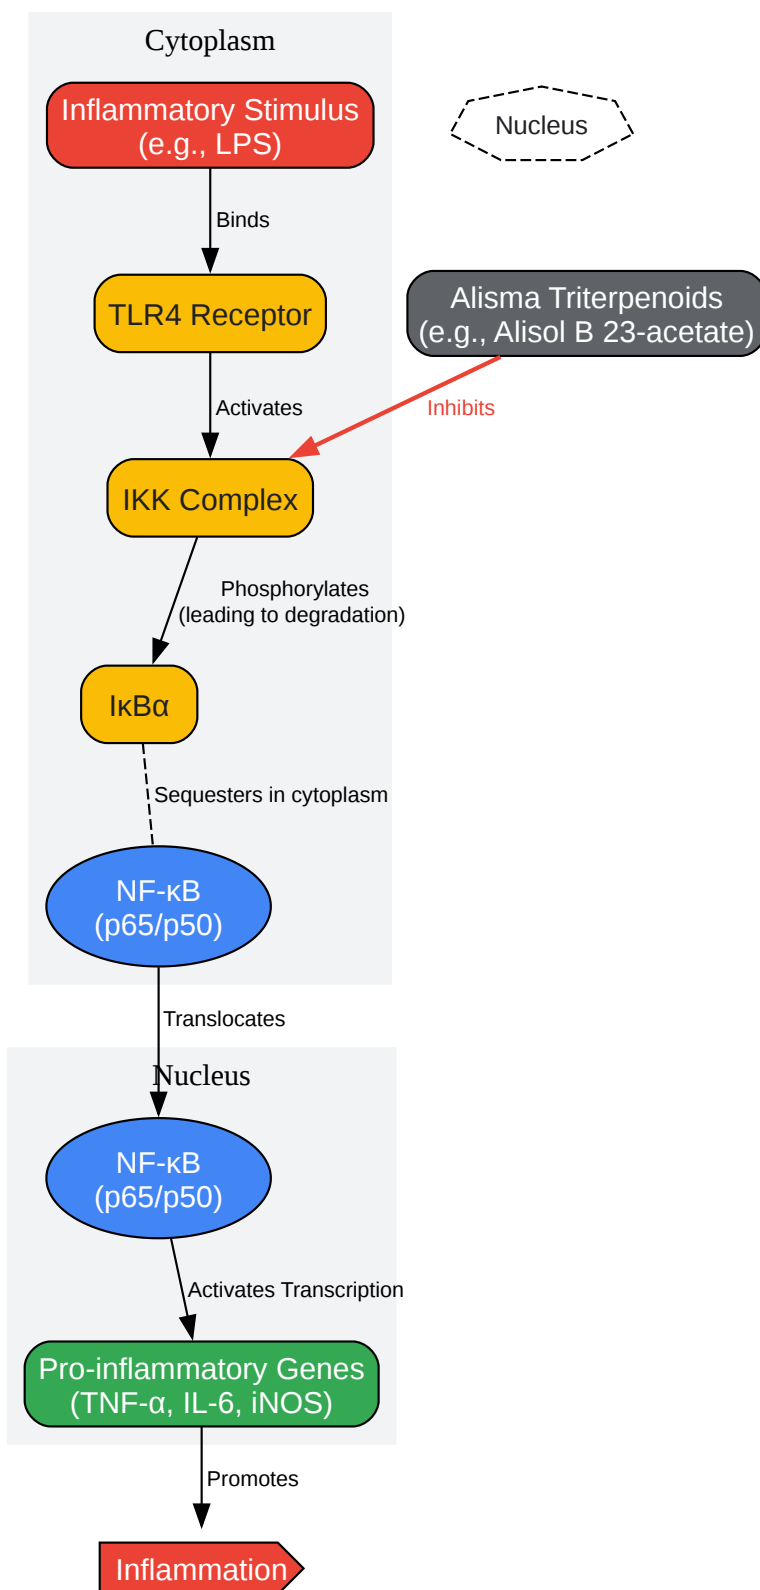 Cytoplasm
Inflammatory Stimulus
(e.g., LPS)
Nucleus
Binds
TLR4 Receptor
Alisma Triterpenoids
(e.g., Alisol B 23-acetate)
Activates
Inhibits
IKK Complex
Phosphorylates
(leading to degradation)
IκBα
Sequesters in cytoplasm
NF-κB
(p65/p50)
Translocates
Nucleus
NF-κB
(p65/p50)
Activates Transcription
Pro-inflammatory Genes
(TNF-α, IL-6, iNOS)
Promotes
Inflammation